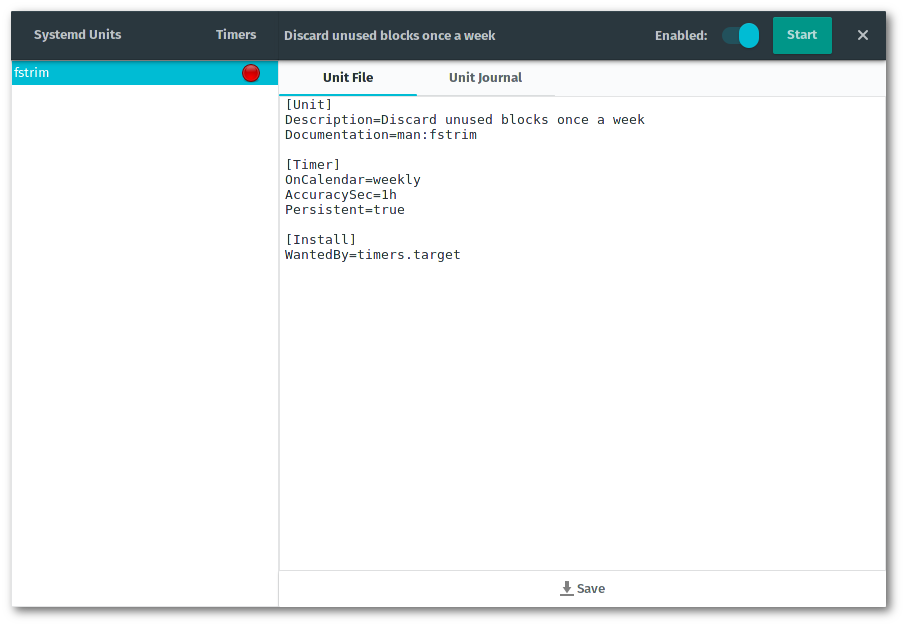 Systemd Units Timers Discard unused blocks once a week Enabled: Start
fstrim
Unit File Unit Journal
[Unit]
Description=Discard unused blocks once a week
Documentation=man:fstrim
[Timer]
OnCalendar=weekly
AccuracySec=1h
Persistent=true
[Install]
WantedBy=timers.target
Save